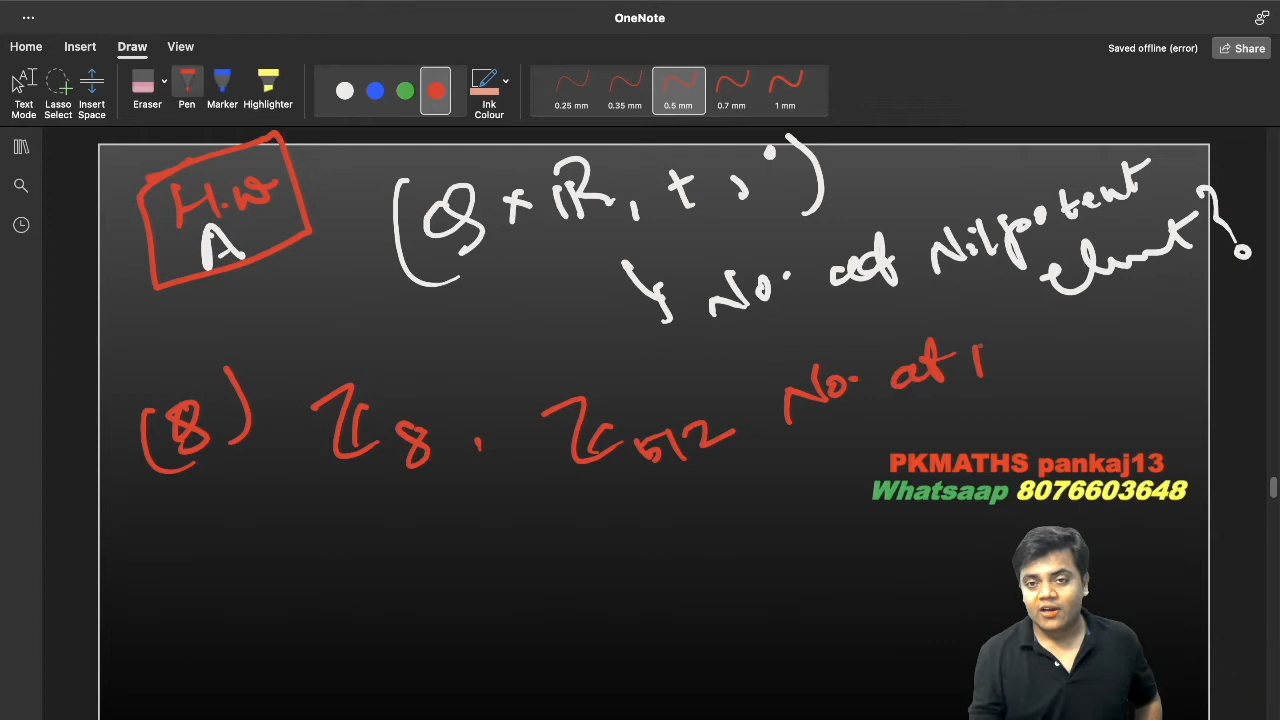 OneNote
Home Insert Draw View
Saved offline (error) Share
Text Mode Lasso Select Insert Space Eraser Pen Marker Highlighter Ink Colour 0.25 mm 0.35 mm 0.5 mm 0.7 mm 1 mm
H.W
A
(Q × ℝ, +, ·)
No. of Nilpotent
element ?
(8) ℤ8, ℤ512 No. of
PKMATHS pankaj13
Whatsaap 8076603648